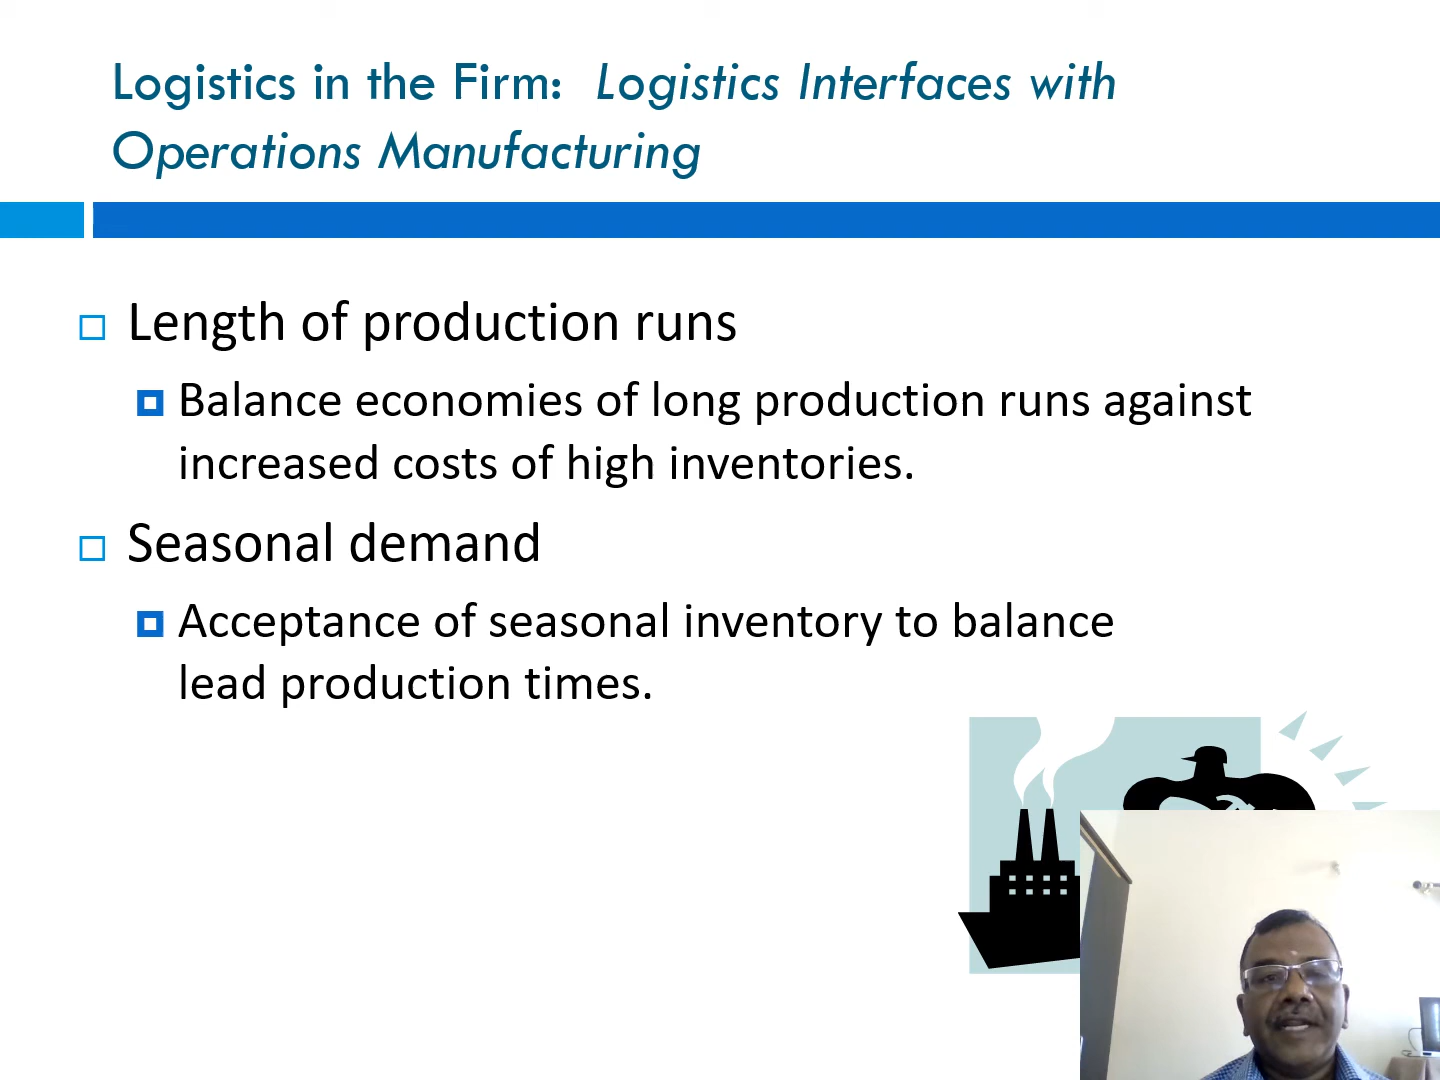 Logistics in the Firm: Logistics Interfaces with
Operations Manufacturing
Length of production runs
Balance economies of long production runs against
increased costs of high inventories.
Seasonal demand
Acceptance of seasonal inventory to balance
lead production times.